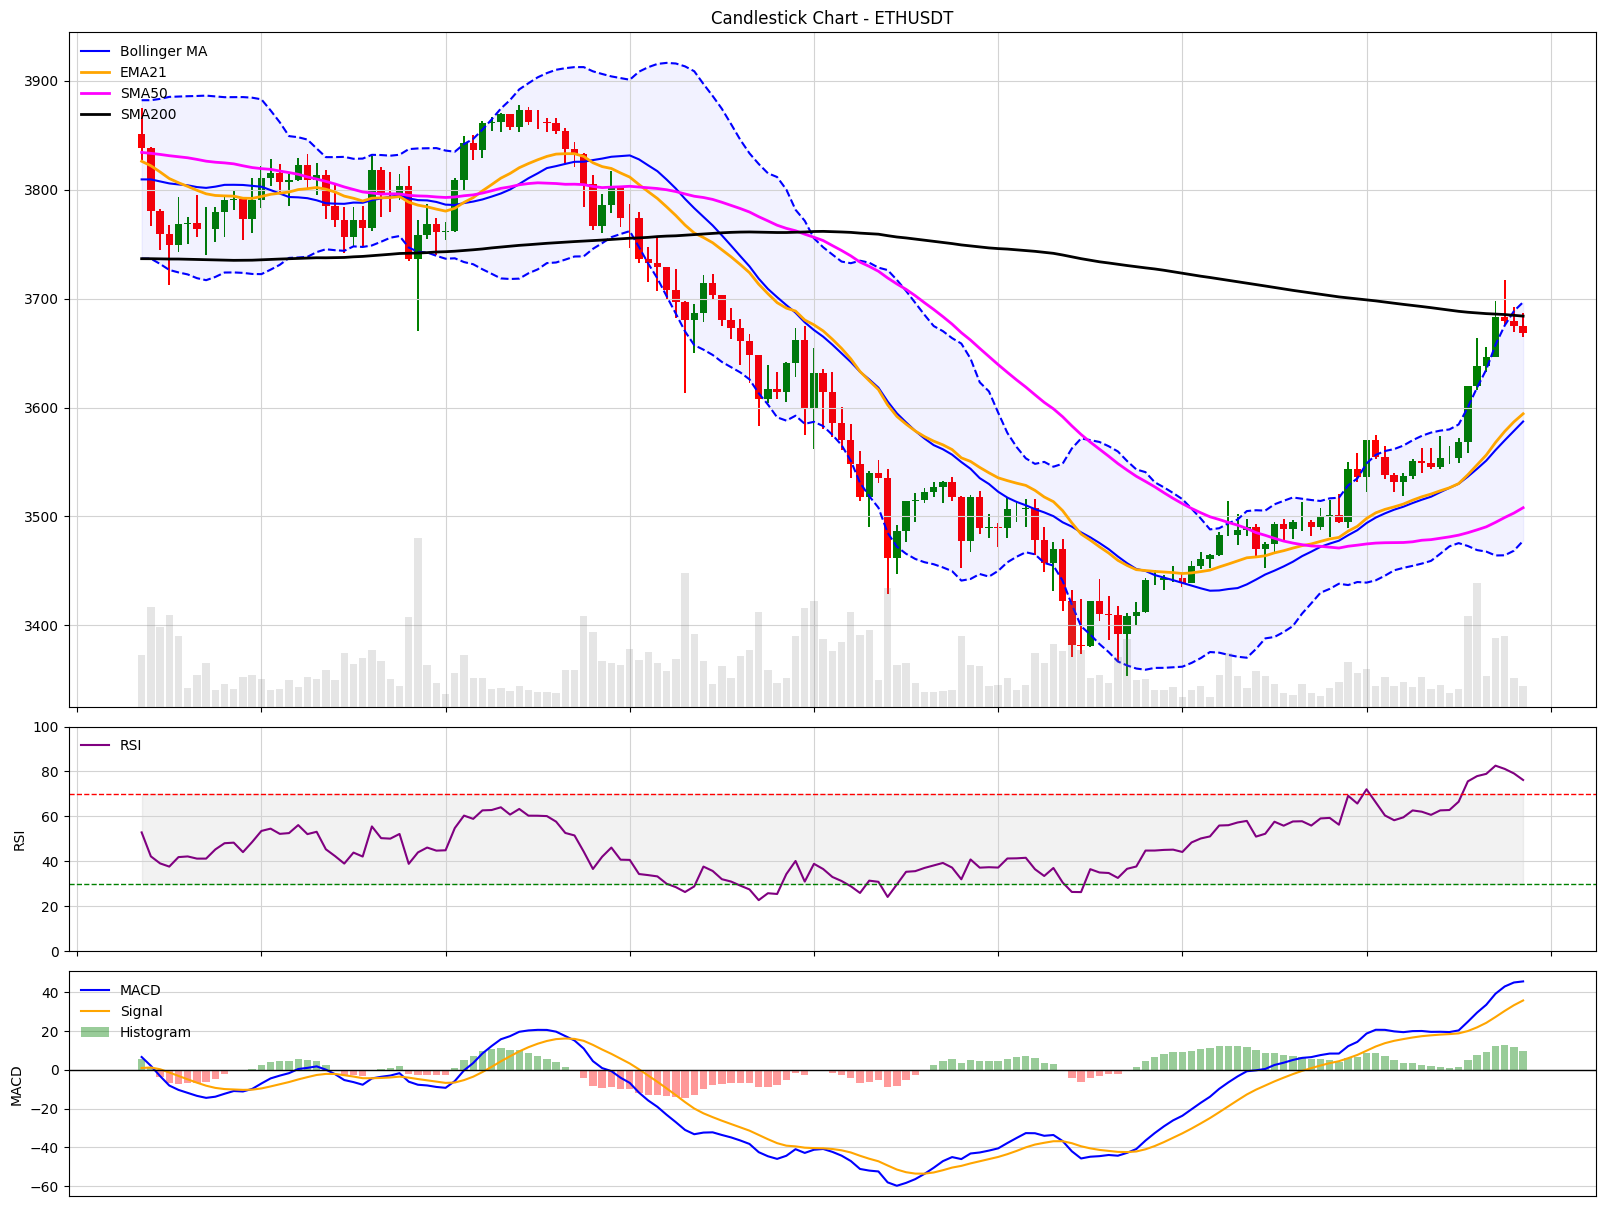 Candlestick Chart - ETHUSDT
Bollinger MA
EMA21
SMA50
SMA200
3900
3800
3700
3600
3500
3400
RSI
100
80
60
40
20
0
RSI
MACD
Signal
Histogram
40
20
0
−20
−40
−60
MACD